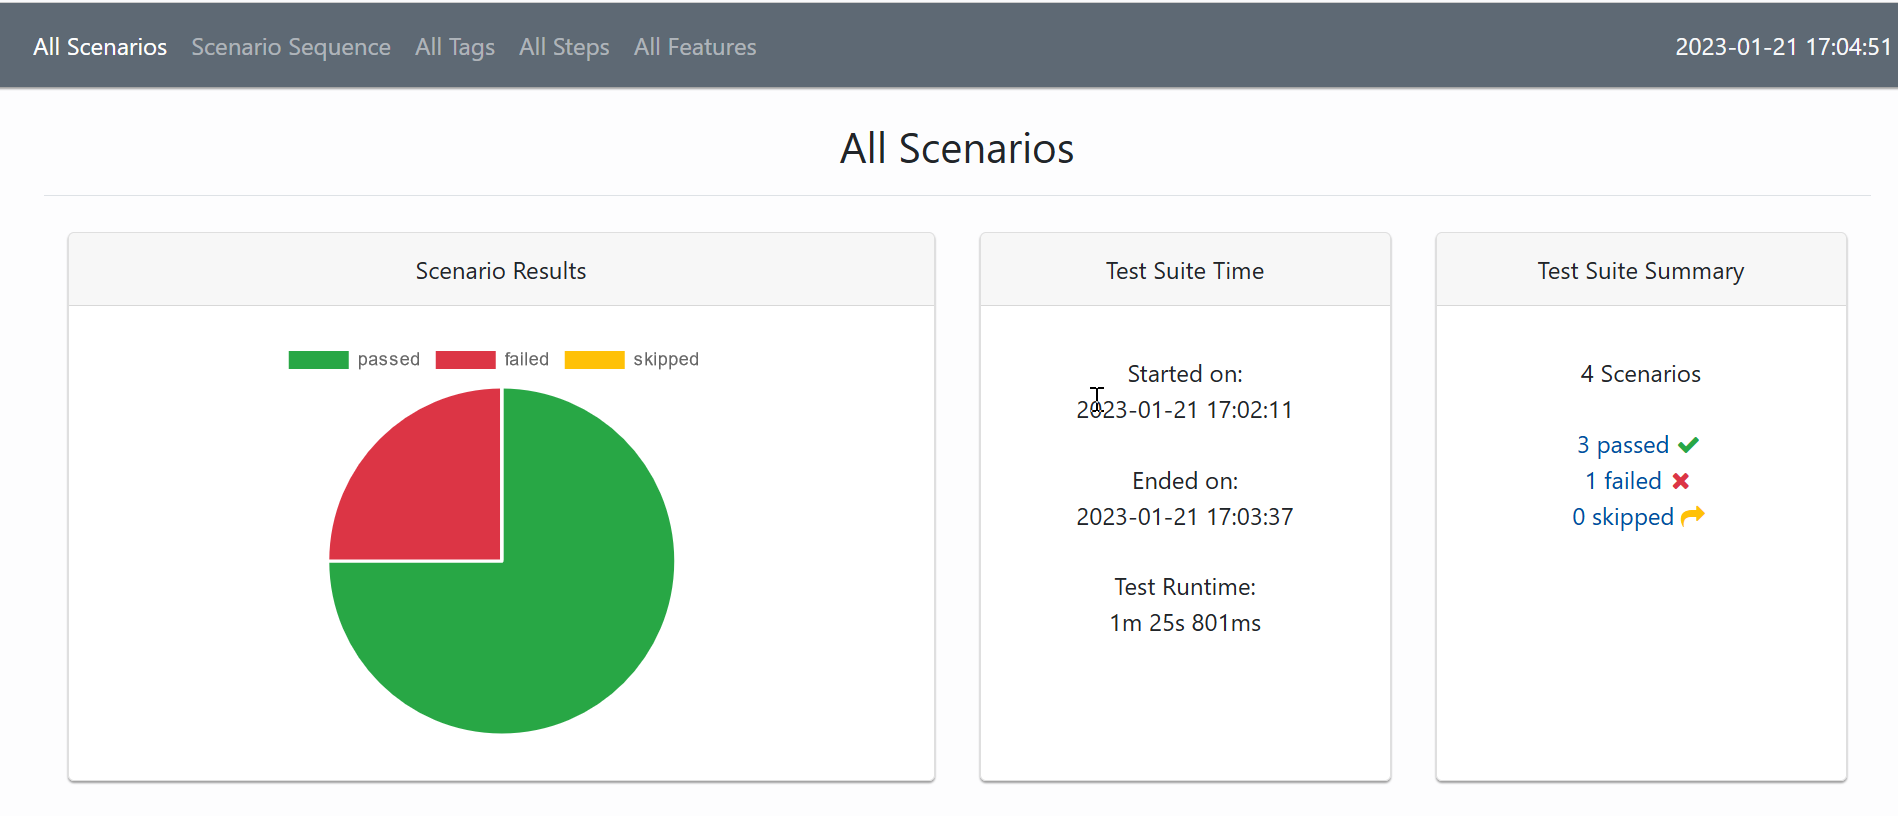 All Scenarios Scenario Sequence All Tags All Steps All Features 2023-01-21 17:04:51
All Scenarios
Scenario Results
passed failed skipped
Test Suite Time
Started on:
2023-01-21 17:02:11
Ended on:
2023-01-21 17:03:37
Test Runtime:
1m 25s 801ms
Test Suite Summary
4 Scenarios
3 passed
1 failed
0 skipped